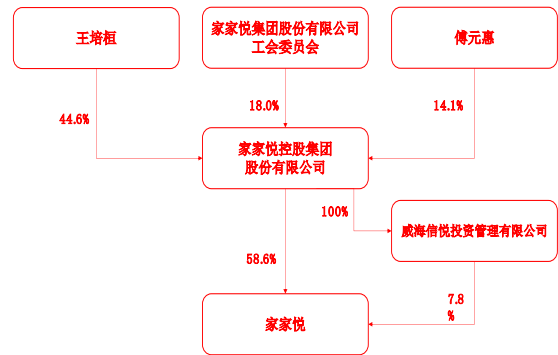 王培桓
家家悦集团股份有限公司
工会委员会
傅元惠
44.6%
18.0%
14.1%
家家悦控股集团
股份有限公司
100%
威海信悦投资管理有限公司
58.6%
7.8
%
家家悦